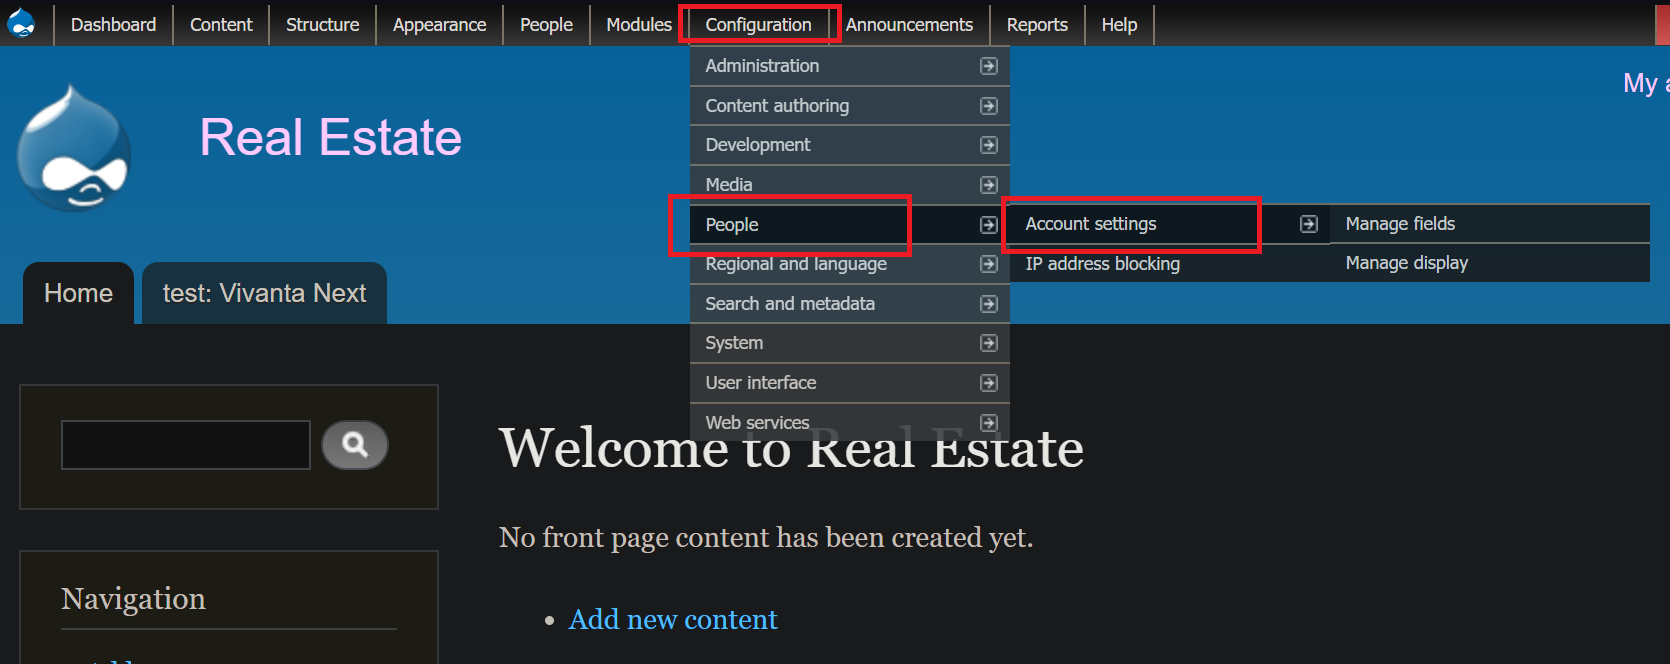 Dashboard Content Structure Appearance People Modules Configuration Announcements Reports Help
Administration
Content authoring
Development
Media
People
Regional and language
Search and metadata
System
User interface
Web services
Account settings
IP address blocking
Manage fields
Manage display
My
Real Estate
Home test: Vivanta Next
Welcome to Real Estate
No front page content has been created yet.
• Add new content
Navigation